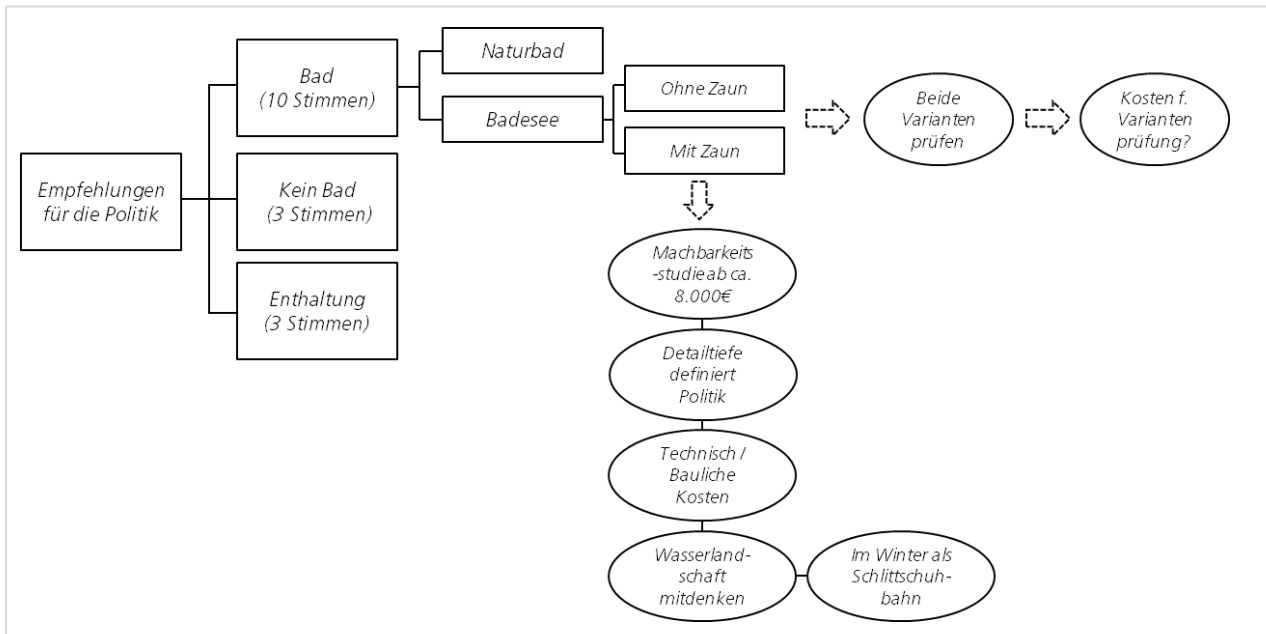 Empfehlungen
für die Politik
Bad
(10 Stimmen)
Kein Bad
(3 Stimmen)
Enthaltung
(3 Stimmen)
Naturbad
Badesee
Ohne Zaun
Mit Zaun
Beide
Varianten
prüfen
Kosten f.
Varianten
prüfung?
Machbarkeits
-studie ab ca.
8.000€
Detailtiefe
definiert
Politik
Technisch /
Bauliche
Kosten
Wasserland-
schaft
mitdenken
Im Winter als
Schlittschuh-
bahn